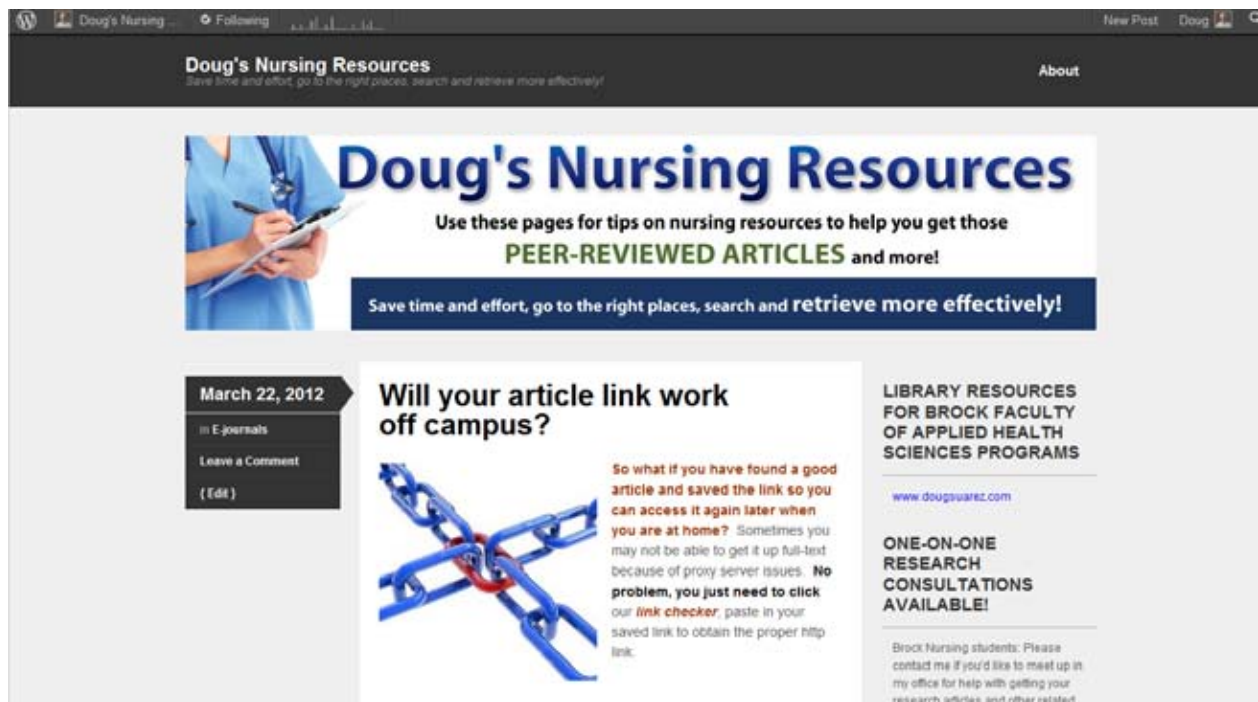 Doug's Nursing ...
Following
New Post
Doug
Doug's Nursing Resources
Save time and effort, go to the right places, search and retrieve more effectively!
About
Doug's Nursing Resources
Use these pages for tips on nursing resources to help you get those
PEER-REVIEWED ARTICLES and more!
Save time and effort, go to the right places, search and retrieve more effectively!
March 22, 2012
in E-journals
Leave a Comment
( Edit )
Will your article link work
off campus?
So what if you have found a good
article and saved the link so you
can access it again later when
you are at home? Sometimes you
may not be able to get it up full-text
because of proxy server issues. No
problem, you just need to click
our link checker, paste in your
saved link to obtain the proper http
link.
LIBRARY RESOURCES
FOR BROCK FACULTY
OF APPLIED HEALTH
SCIENCES PROGRAMS
www.dougsuarez.com
ONE-ON-ONE
RESEARCH
CONSULTATIONS
AVAILABLE!
Brock Nursing students: Please
contact me if you'd like to meet up in
my office for help with getting your
research articles and other related